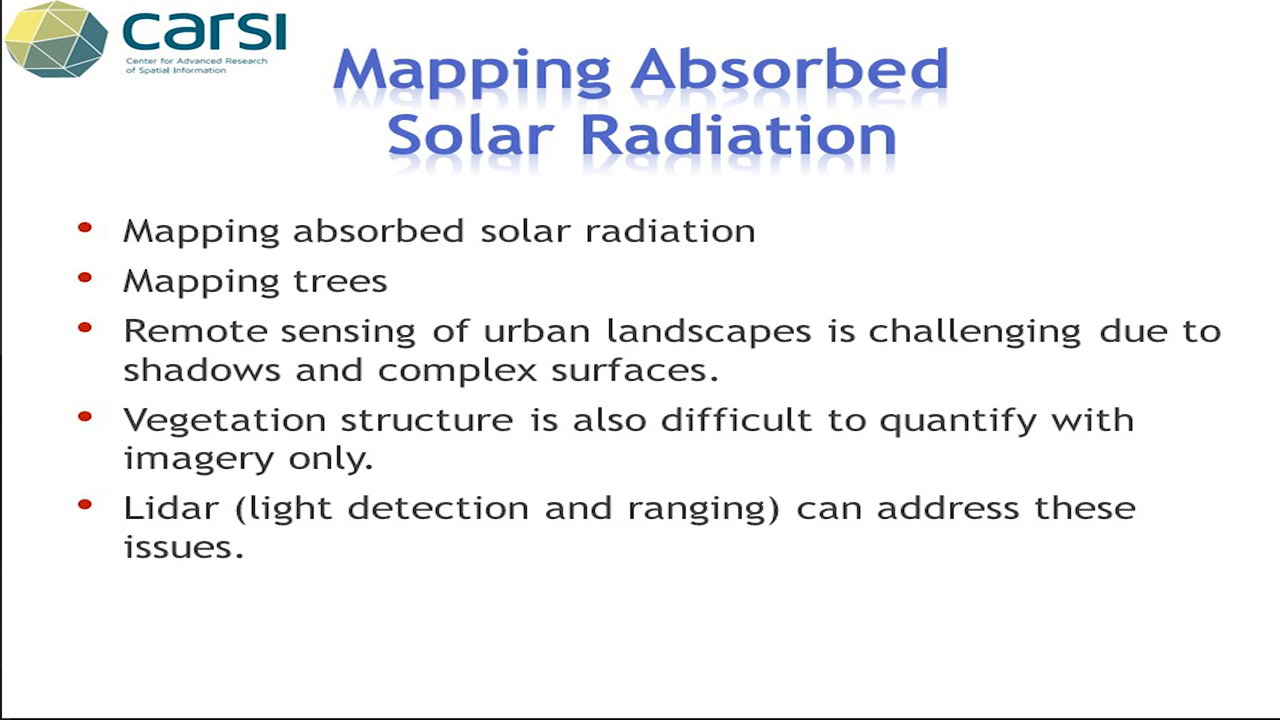 carsi
Center for Advanced Research
of Spatial Information
Mapping Absorbed
Solar Radiation
• Mapping absorbed solar radiation
• Mapping trees
• Remote sensing of urban landscapes is challenging due to
shadows and complex surfaces.
• Vegetation structure is also difficult to quantify with
imagery only.
• Lidar (light detection and ranging) can address these
issues.